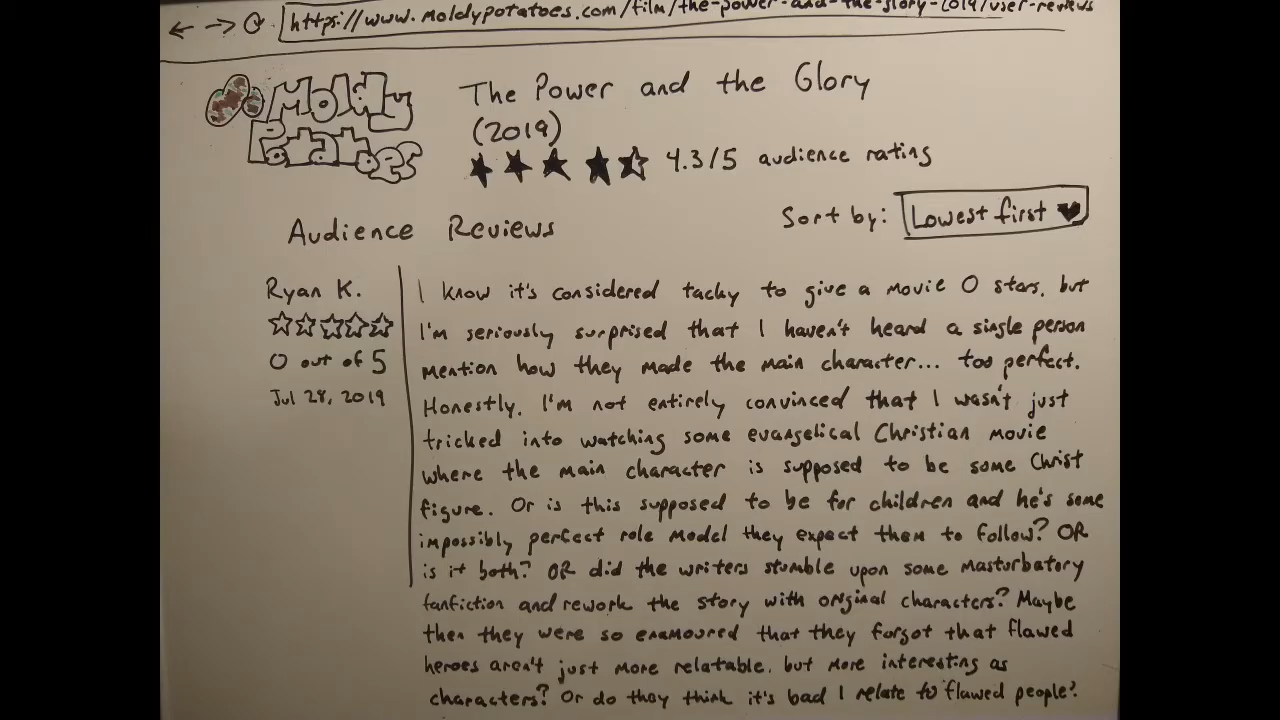 https://www.moldypotatoes.com/film/the-power-and-the-glory-2019/user-reviews
Moldy
Potatoes
The Power and the Glory
(2019)
4.3/5 audience rating
Audience Reviews
Sort by: Lowest first
Ryan K.
0 out of 5
Jul 28, 2019
I know it's considered tacky to give a movie 0 stars, but
I'm seriously surprised that I haven't heard a single person
mention how they made the main character... too perfect.
Honestly, I'm not entirely convinced that I wasn't just
tricked into watching some evangelical Christian movie
where the main character is supposed to be some Christ
figure. Or is this supposed to be for children and he's some
impossibly perfect role model they expect them to follow? OR
is it both? OR did the writers stumble upon some masturbatory
fanfiction and rework the story with original characters? Maybe
then they were so enamoured that they forgot that flawed
heroes aren't just more relatable, but more interesting as
characters? Or do they think it's bad I relate to flawed people?